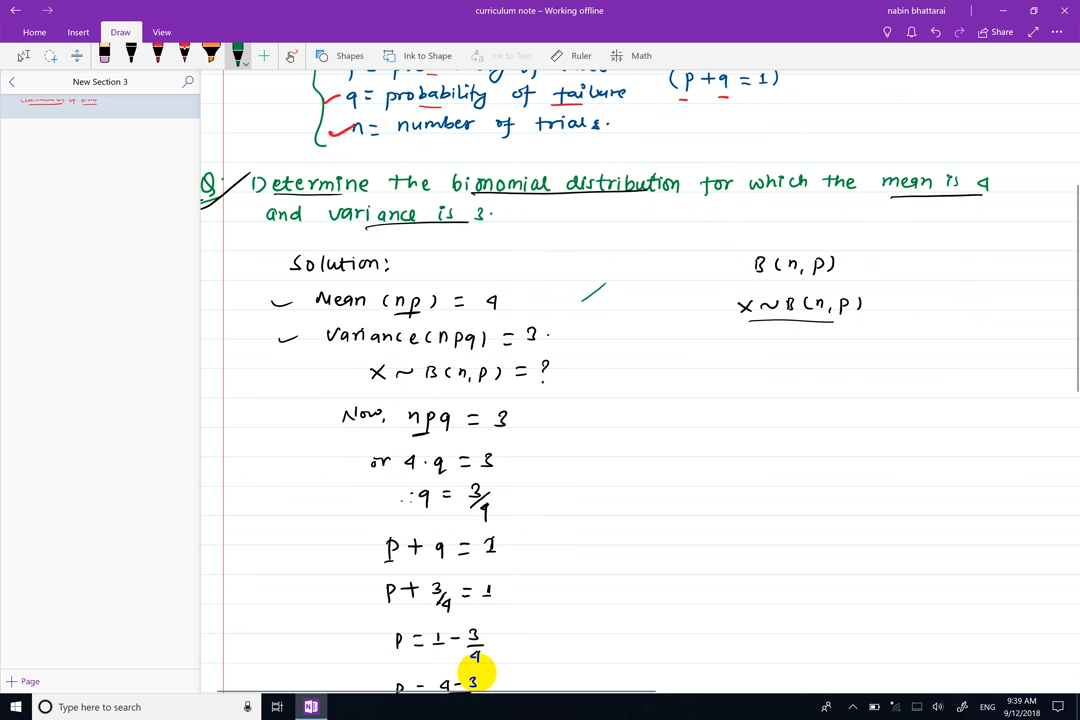 curriculum note – Working offline
nabin bhattarai
Home Insert Draw View
Share
Shapes Ink to Shape Ink to Text Ruler Math
New Section 3
q = probability of failure (p + q = 1)
n = number of trials.
Q. Determine the binomial distribution for which the mean is 4
and variance is 3.
Solution:
B(n, p)
Mean (np) = 4
X ~ B(n, p)
Variance (npq) = 3.
X ~ B(n, p) = ?
Now, npq = 3
or 4 · q = 3
∴ q = 3/4
p + q = 1
p + 3/4 = 1
p = 1 - 3/4
p = 4 - 3
+ Page
Type here to search
ENG
9:39 AM
9/12/2018